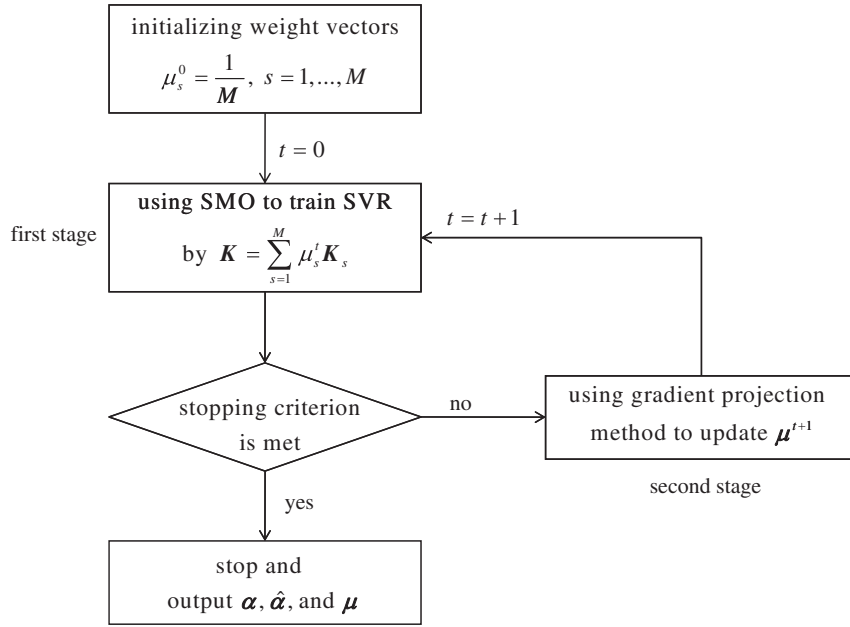 initializing weight vectors
μ_s^0 = 1/M, s = 1,...,M
t = 0
first stage
using SMO to train SVR
by K = ∑_{s=1}^{M} μ_s^t K_s
t = t + 1
stopping criterion
is met
no
using gradient projection
method to update μ^{t+1}
second stage
yes
stop and
output α, α̂, and μ